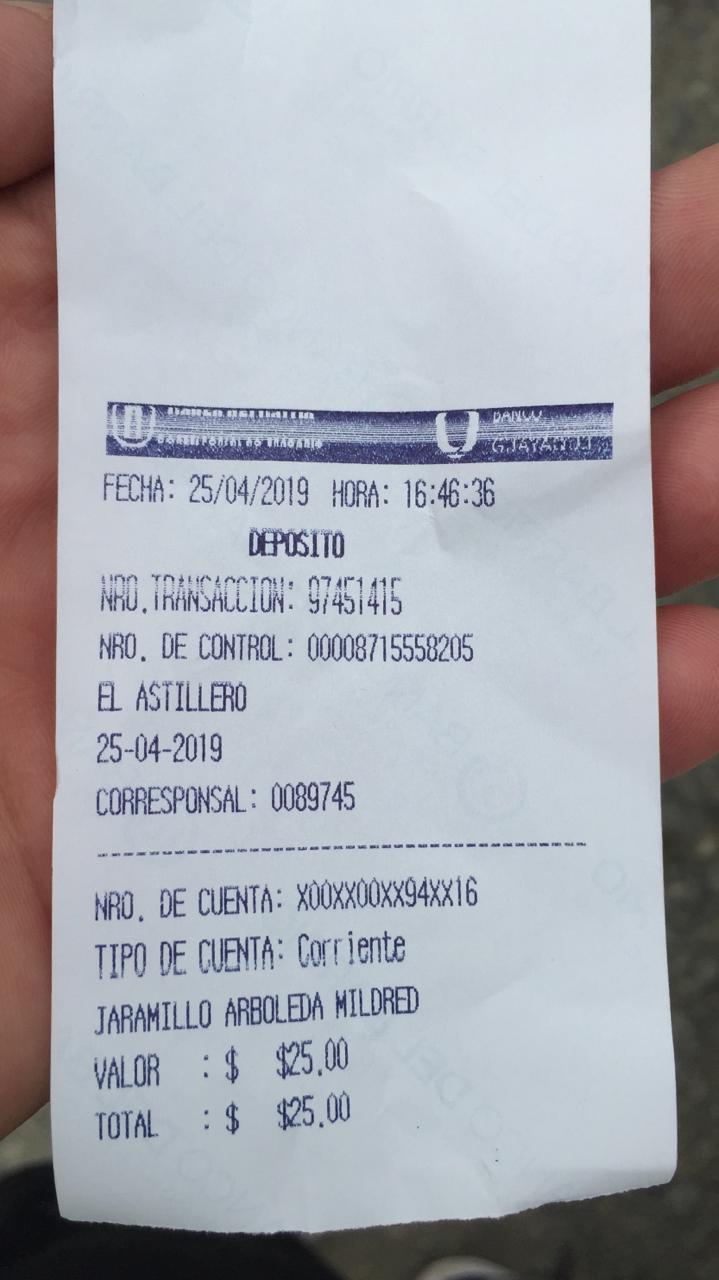 BANCO
FECHA: 25/04/2019 HORA: 16:46:36
DEPOSITO
NRO.TRANSACCION: 97451415
NRO. DE CONTROL: 00008715558205
EL ASTILLERO
25-04-2019
CORRESPONSAL: 0089745
NRO. DE CUENTA: X00XX00XX94XX16
TIPO DE CUENTA: Corriente
JARAMILLO ARBOLEDA MILDRED
VALOR : $ $25.00
TOTAL : $ $25.00